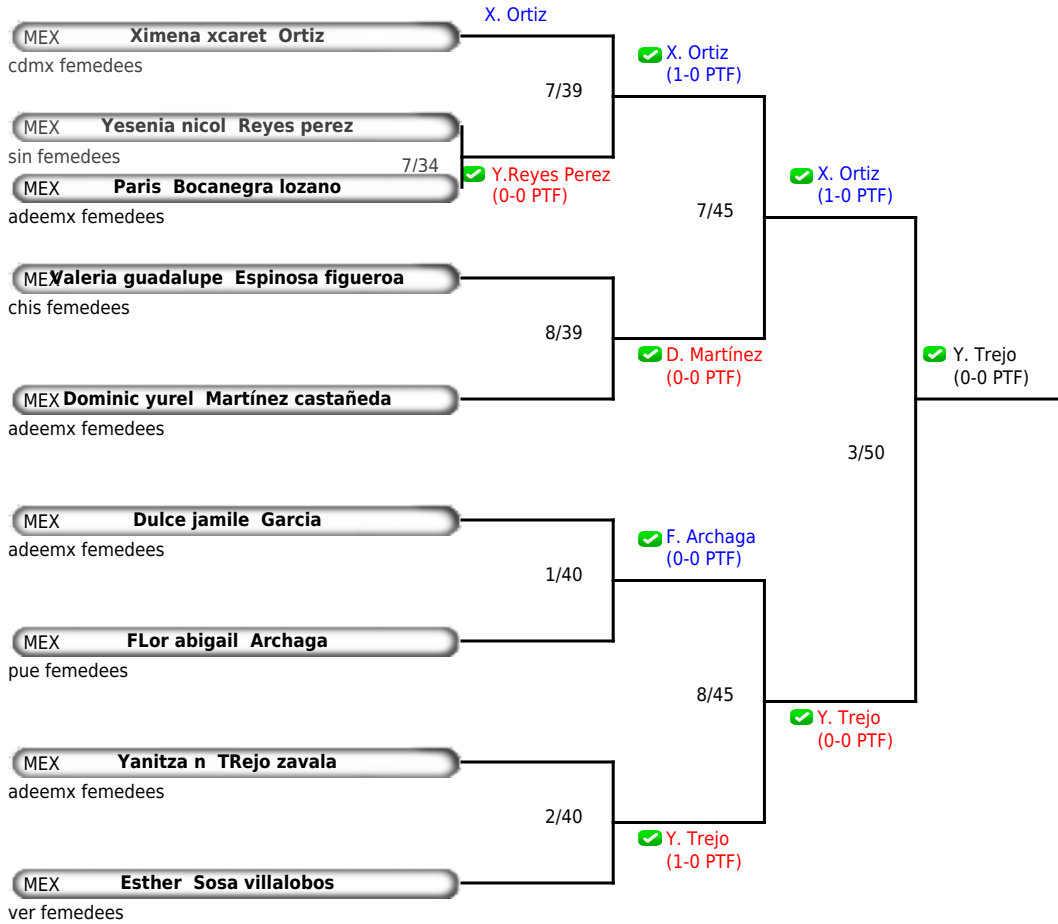 X. Ortiz
MEX Ximena xcaret Ortiz
cdmx femedees
X. Ortiz
(1-0 PTF)
7/39
MEX Yesenia nicol Reyes perez
sin femedees
7/34
Y.Reyes Perez
(0-0 PTF)
MEX Paris Bocanegra lozano
adeemx femedees
X. Ortiz
(1-0 PTF)
7/45
MEX Valeria guadalupe Espinosa figueroa
chis femedees
8/39
D. Martínez
(0-0 PTF)
Y. Trejo
(0-0 PTF)
MEX Dominic yurel Martínez castañeda
adeemx femedees
3/50
MEX Dulce jamile Garcia
adeemx femedees
F. Archaga
(0-0 PTF)
1/40
MEX FLor abigail Archaga
pue femedees
8/45
Y. Trejo
(0-0 PTF)
MEX Yanitza n TRejo zavala
adeemx femedees
2/40
Y. Trejo
(1-0 PTF)
MEX Esther Sosa villalobos
ver femedees